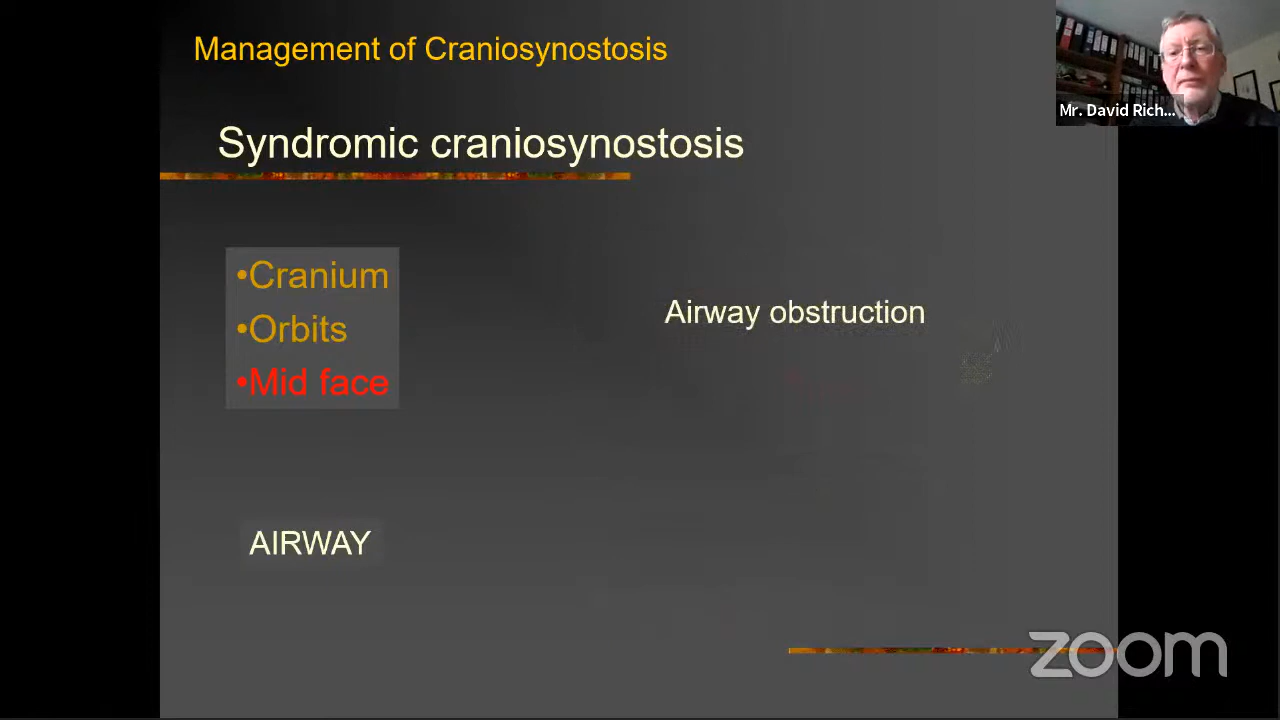 Management of Craniosynostosis
Mr. David Rich...
Syndromic craniosynostosis
•Cranium
•Orbits
•Mid face
Airway obstruction
AIRWAY
zoom